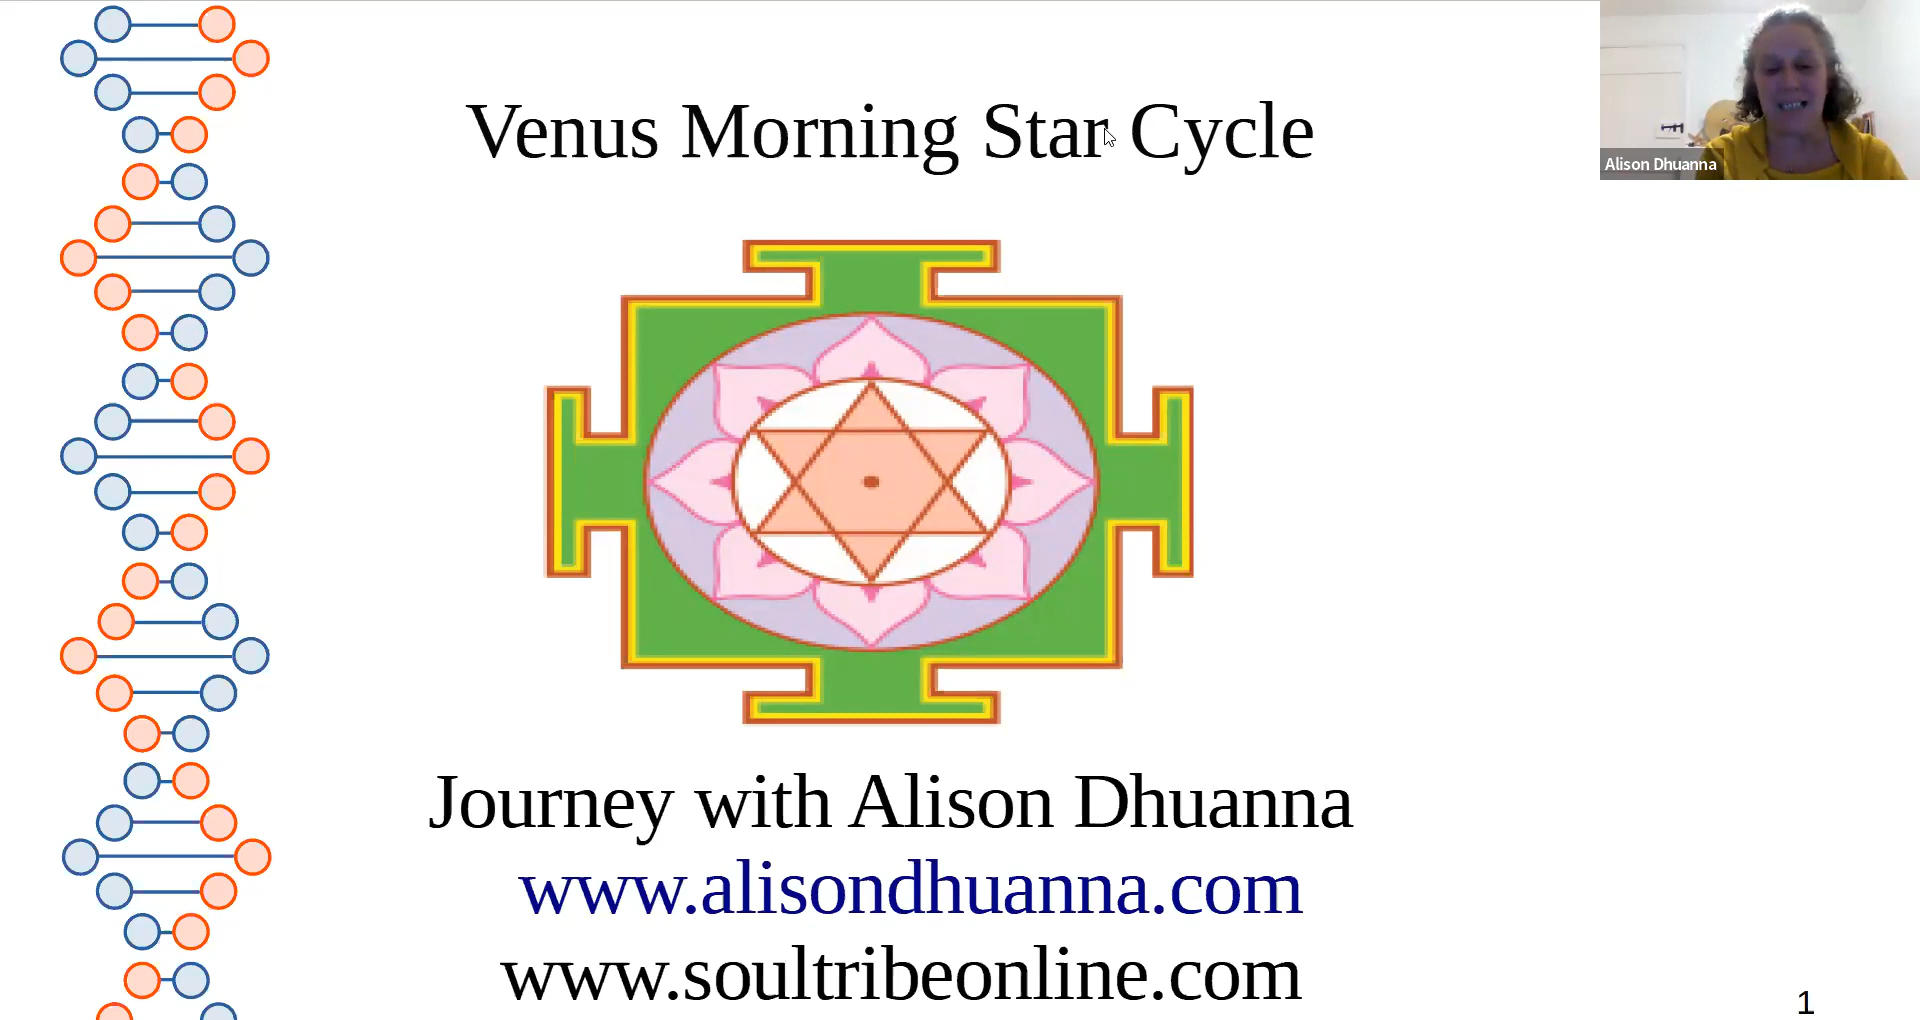 Venus Morning Star Cycle
Alison Dhuanna
Journey with Alison Dhuanna
www.alisondhuanna.com
www.soultribeonline.com
1